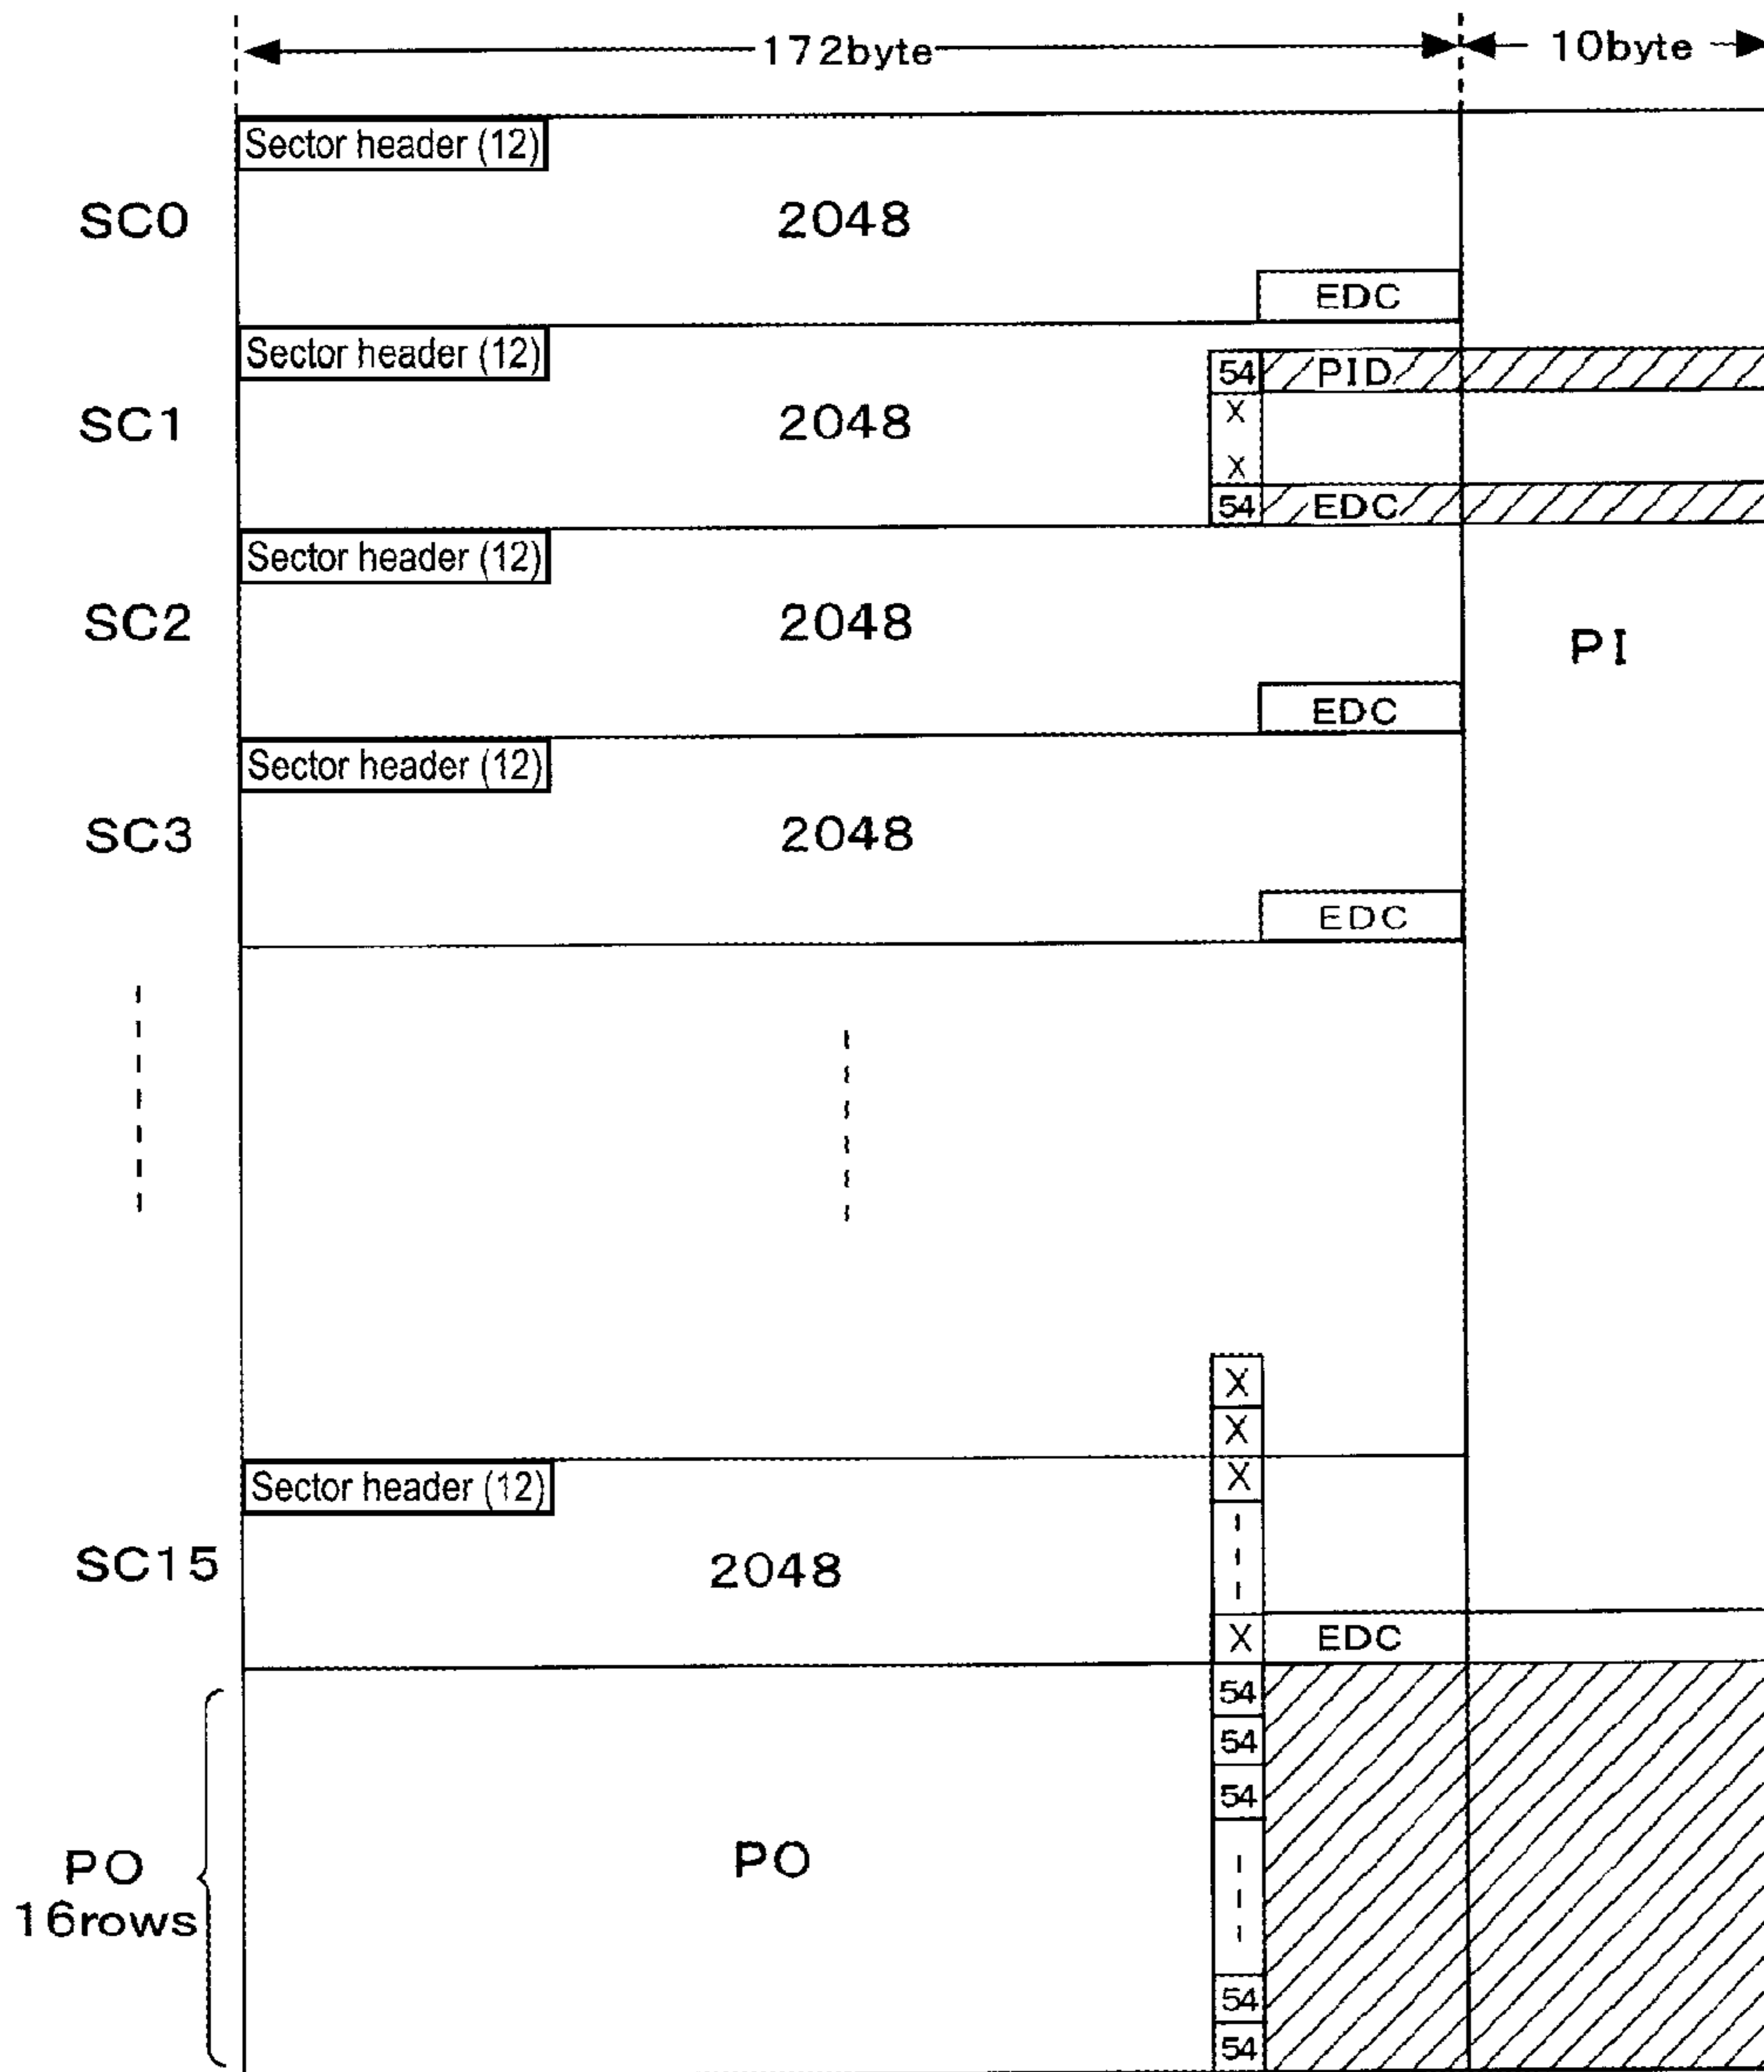 172byte 10byte
Sector header (12)
SC0 2048
EDC
Sector header (12)
54 PID
X
SC1 2048
X
54 EDC
Sector header (12)
SC2 2048 PI
EDC
Sector header (12)
SC3 2048
EDC
X
X
Sector header (12) X
SC15 2048
X EDC
54
54
54
PO PO
16rows
54
54